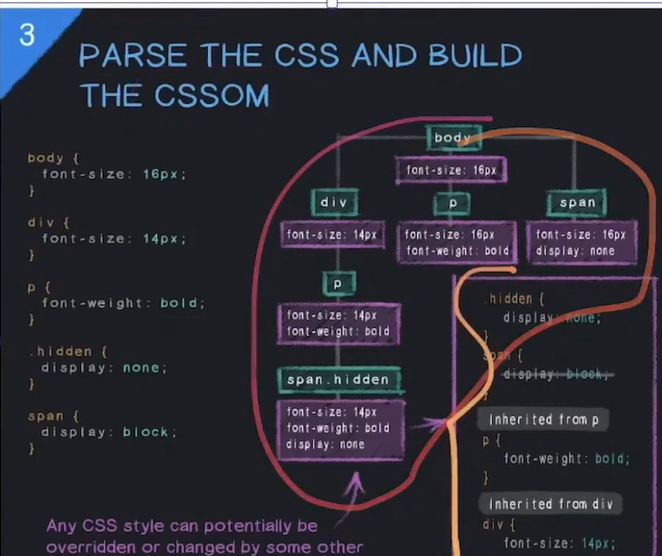 3
PARSE THE CSS AND BUILD
THE CSSOM
body {
font-size: 16px;
}
div {
font-size: 14px;
}
p {
font-weight: bold;
}
.hidden {
display: none;
}
span {
display: block;
}
body
font-size: 16px
div
font-size: 14px
p
font-size: 16px
font-weight: bold
span
font-size: 16px
display: none
p
font-size: 14px
font-weight: bold
span.hidden
font-size: 14px
font-weight: bold
display: none
.hidden {
display: none;
}
span {
display: block;
}
inherited from p
p {
font-weight: bold;
}
inherited from div
div {
font-size: 14px;
Any CSS style can potentially be
overridden or changed by some other